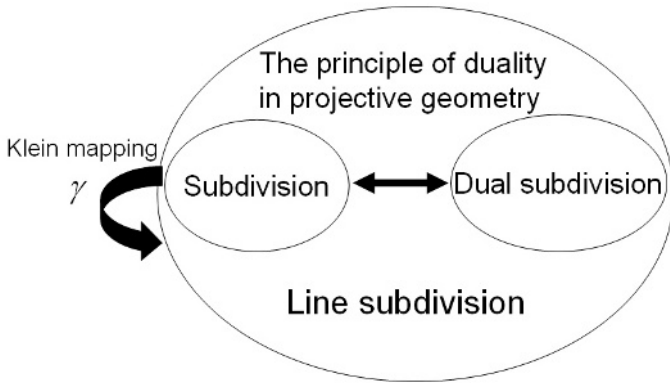 The principle of duality
in projective geometry
Klein mapping
γ
Subdivision
Dual subdivision
Line subdivision